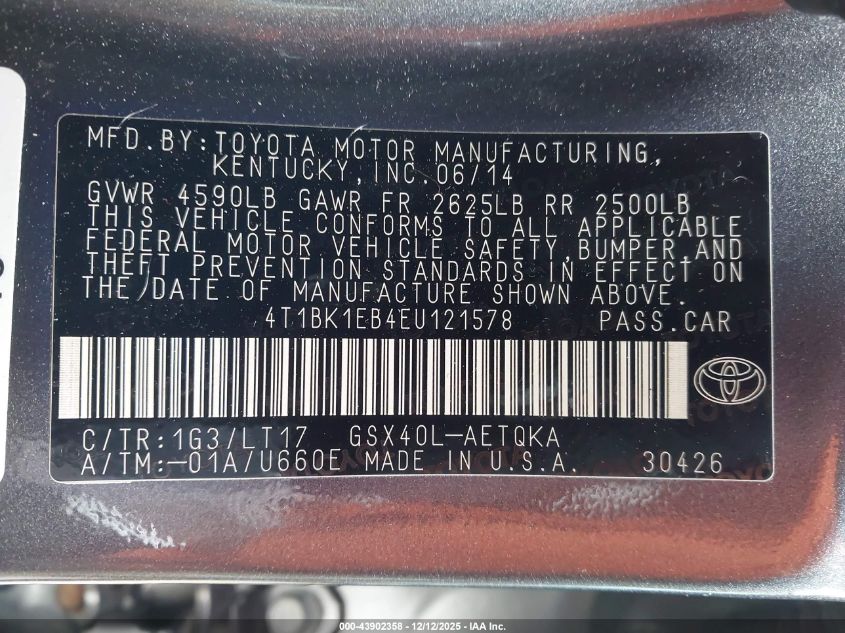 MFD. BY: TOYOTA MOTOR MANUFACTURING,
KENTUCKY, INC. 06/14
GVWR 4590LB GAWR FR 2625LB RR 2500LB
THIS VEHICLE CONFORMS TO ALL APPLICABLE
FEDERAL MOTOR VEHICLE SAFETY, BUMPER, AND
THEFT PREVENTION STANDARDS IN EFFECT ON
THE DATE OF MANUFACTURE SHOWN ABOVE.
4T1BK1EB4EU121578 PASS. CAR
C/TR: 1G3/LT17 GSX40L-AETQKA
A/TM: -01A/U660E MADE IN U.S.A. 30426
000-43902358 - 12/12/2025 - IAA Inc.